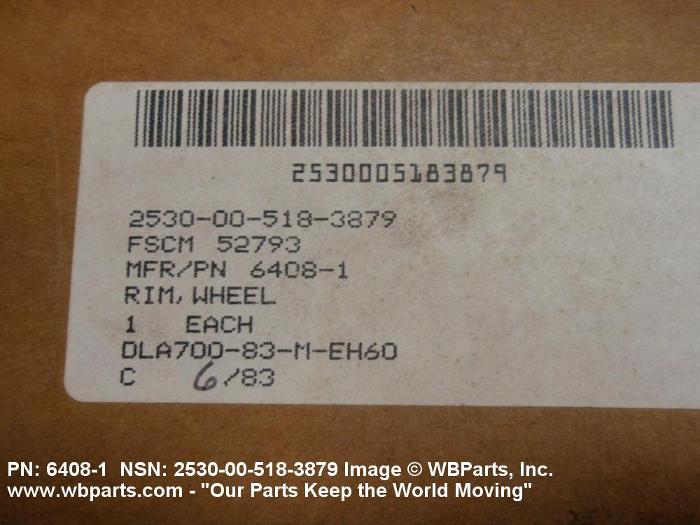 2530005183879
2530-00-518-3879
FSCM 52793
MFR/PN 6408-1
RIM, WHEEL
1 EACH
DLA700-83-M-EH60
C 6/83
PN: 6408-1 NSN: 2530-00-518-3879 Image © WBParts, Inc.
www.wbparts.com - "Our Parts Keep the World Moving"